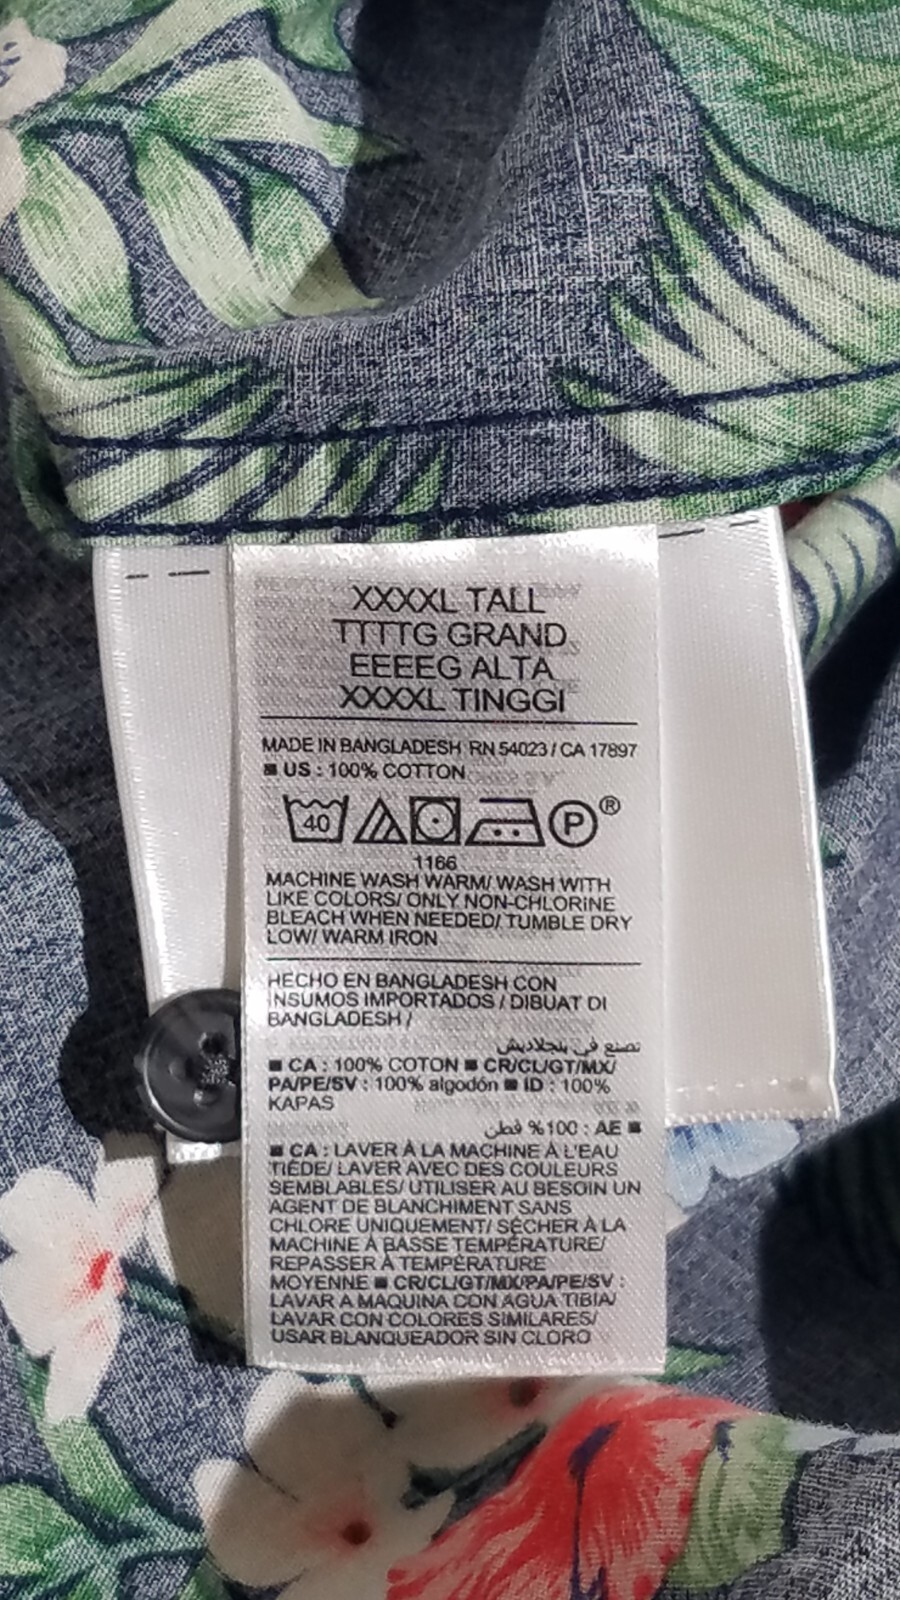 XXXXL TALL
TTTTG GRAND
EEEEG ALTA
XXXXL TINGGI
MADE IN BANGLADESH RN 54023 / CA 17897
■ US : 100% COTTON
40 P ®
1166
MACHINE WASH WARM/ WASH WITH
LIKE COLORS/ ONLY NON-CHLORINE
BLEACH WHEN NEEDED/ TUMBLE DRY
LOW/ WARM IRON
HECHO EN BANGLADESH CON
INSUMOS IMPORTADOS / DIBUAT DI
BANGLADESH /
تصنع في بنجلاديش
■ CA : 100% COTON ■ CR/CL/GT/MX/
PA/PE/SV : 100% algodón ■ ID : 100%
KAPAS
■ AE : 100% قطن
■ CA : LAVER À LA MACHINE À L'EAU
TIÈDE/ LAVER AVEC DES COULEURS
SEMBLABLES/ UTILISER AU BESOIN UN
AGENT DE BLANCHIMENT SANS
CHLORE UNIQUEMENT/ SÉCHER À LA
MACHINE À BASSE TEMPÉRATURE/
REPASSER À TEMPÉRATURE
MOYENNE ■ CR/CL/GT/MX/PA/PE/SV :
LAVAR A MAQUINA CON AGUA TIBIA/
LAVAR CON COLORES SIMILARES/
USAR BLANQUEADOR SIN CLORO